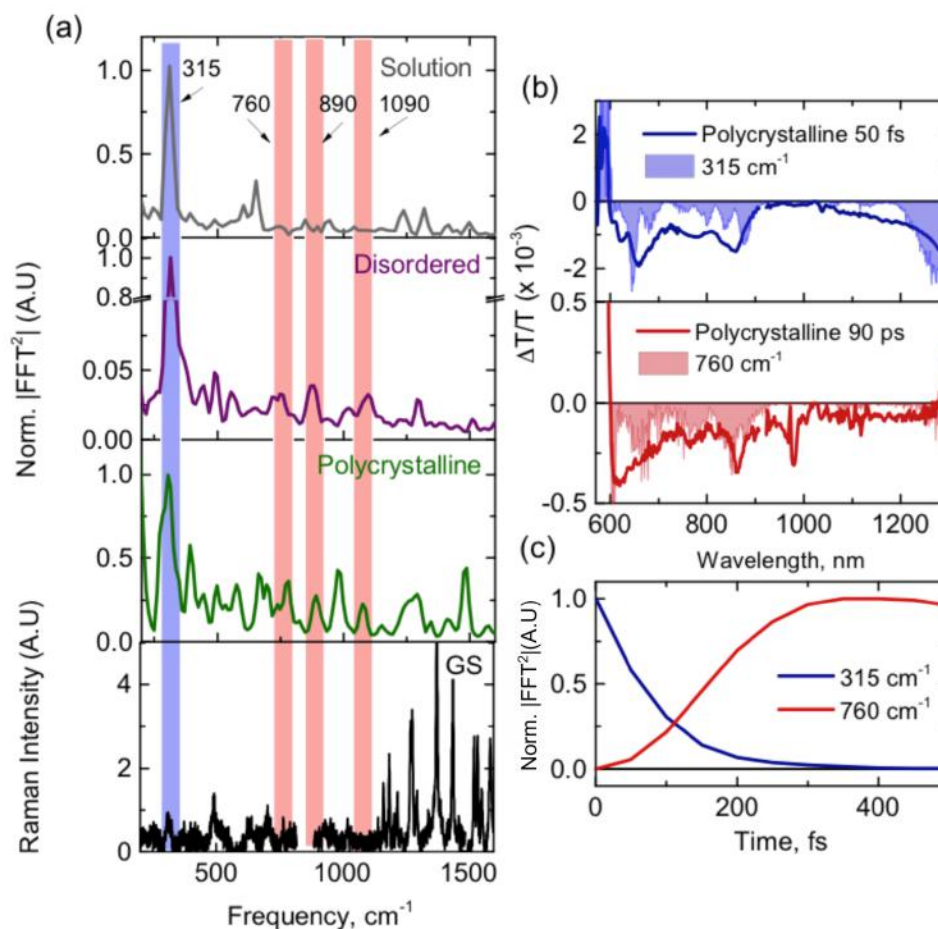 (a)
Solution
315
760
890
1090
1.0
0.5
0.0
Disordered
1.0
0.8
0.05
0.00
Polycrystalline
1.0
0.5
0.0
Norm. |FFT²| (A.U)
GS
4
2
0
Raman Intensity (A.U)
500 1000 1500
Frequency, cm⁻¹
(b)
Polycrystalline 50 fs
315 cm⁻¹
2
0
-2
0.5
Polycrystalline 90 ps
760 cm⁻¹
0.0
-0.5
ΔT/T (x 10⁻³)
600 800 1000 1200
Wavelength, nm
(c)
1.0
0.5
0.0
Norm. |FFT²|(A.U)
315 cm⁻¹
760 cm⁻¹
0 200 400
Time, fs